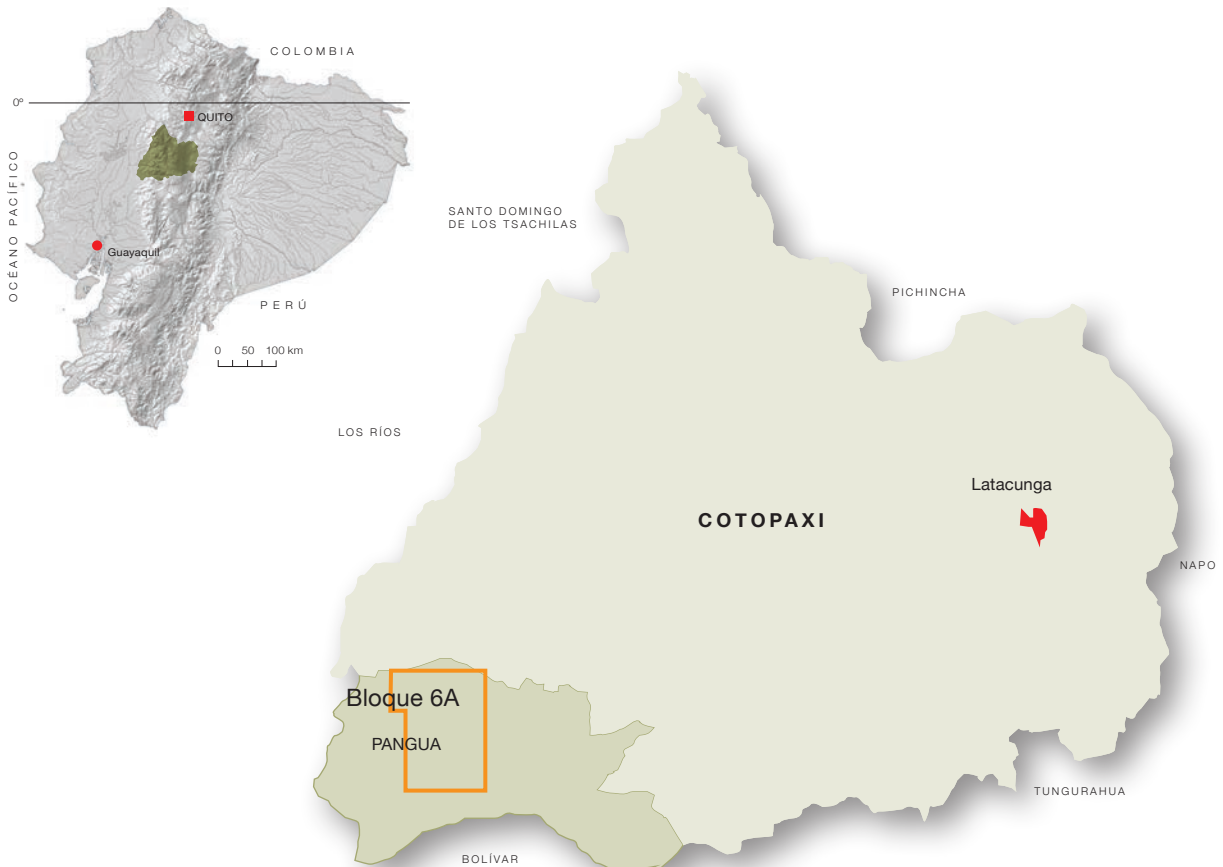 COLOMBIA
0º
QUITO
OCÉANO PACÍFICO
Guayaquil
PERÚ
0 50 100 km
SANTO DOMINGO
DE LOS TSACHILAS
PICHINCHA
LOS RÍOS
Latacunga
COTOPAXI
NAPO
Bloque 6A
PANGUA
TUNGURAHUA
BOLÍVAR